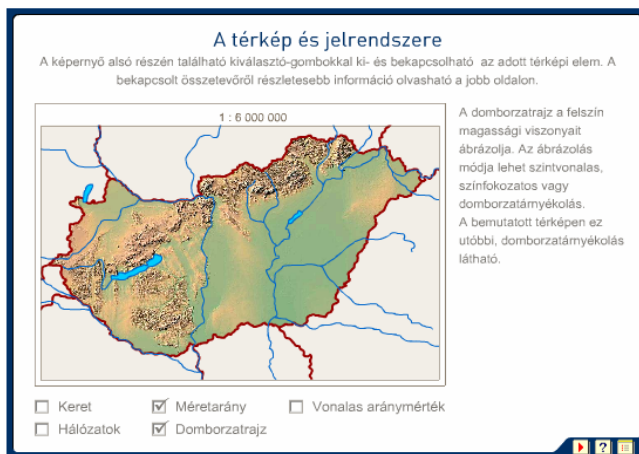 A térkép és jelrendszere
A képernyő alsó részén található kiválasztó-gombokkal ki- és bekapcsolható az adott térképi elem. A
bekapcsolt összetevőről részletesebb információ olvasható a jobb oldalon.
1 : 6 000 000
A domborzatrajz a felszín
magassági viszonyait
ábrázolja. Az ábrázolás
módja lehet szintvonalas,
színfokozatos vagy
domborzatárnyékolás.
A bemutatott térképen ez
utóbbi, domborzatárnyékolás
látható.
Keret
Méretarány
Vonalas aránymérték
Hálózatok
Domborzatrajz
?